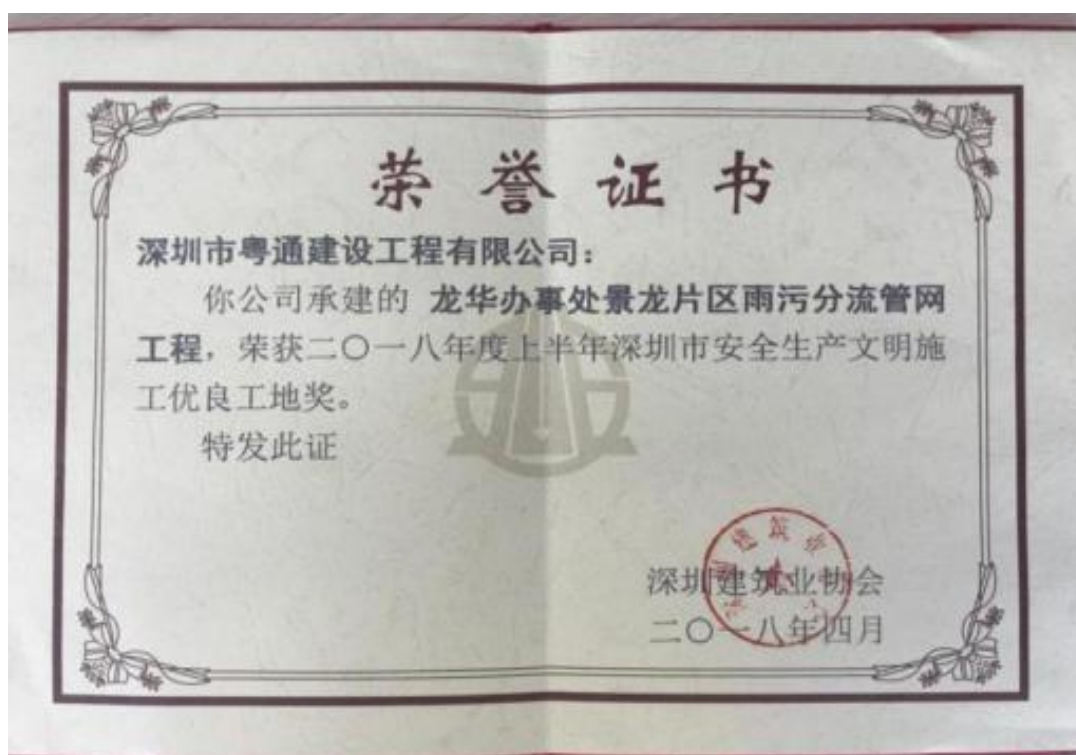 荣誉证书
深圳市粤通建设工程有限公司：
你公司承建的 龙华办事处景龙片区雨污分流管网
工程，荣获二〇一八年度上半年深圳市安全生产文明施
工优良工地奖。
特发此证
深圳建筑业协会
二〇一八年四月